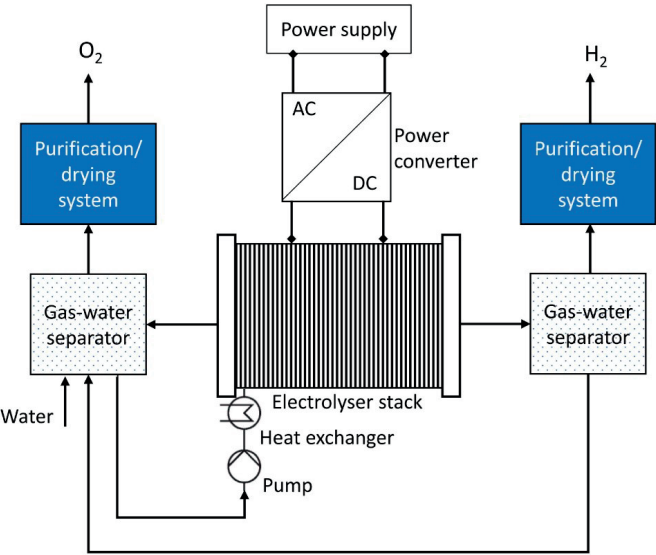 Power supply
O₂
H₂
AC
Power
converter
DC
Purification/
drying
system
Purification/
drying
system
Gas-water
separator
Gas-water
separator
Electrolyser stack
Water
Heat exchanger
Pump